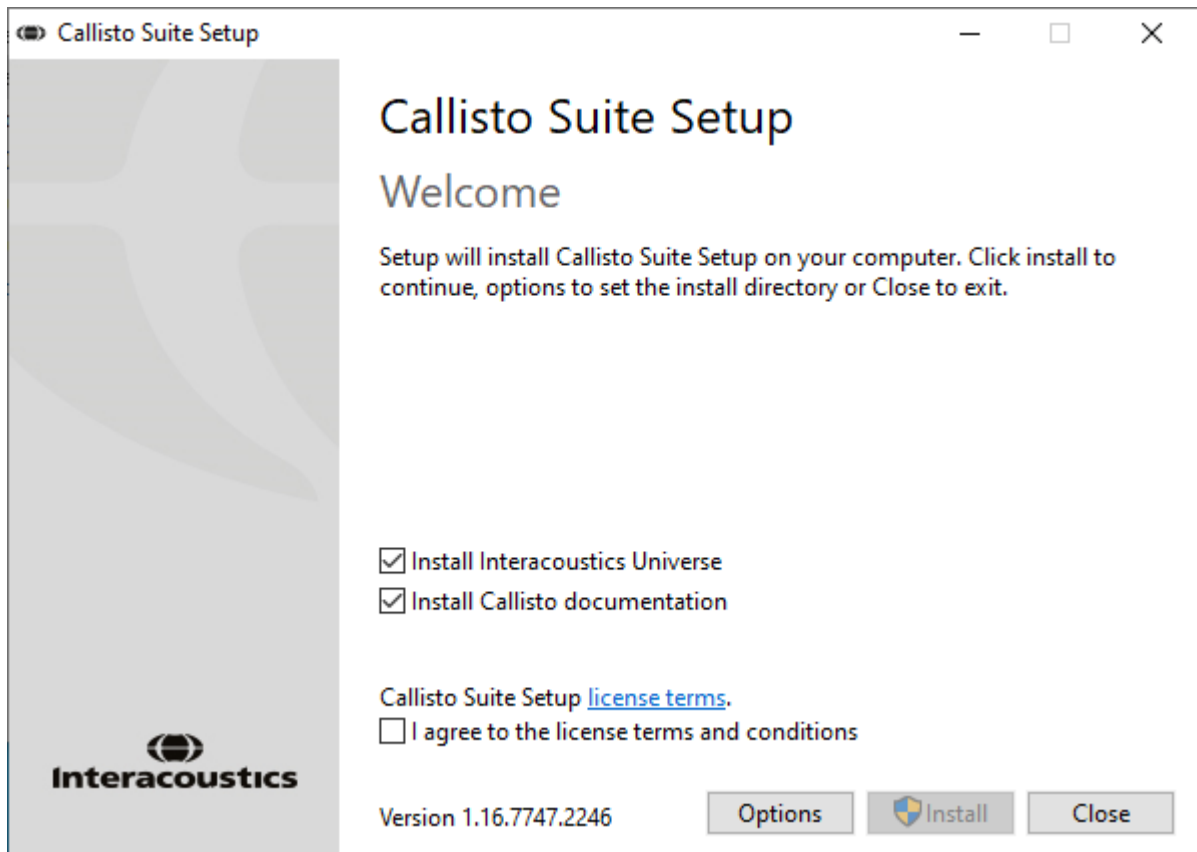 Callisto Suite Setup
Callisto Suite Setup
Welcome
Setup will install Callisto Suite Setup on your computer. Click install to
continue, options to set the install directory or Close to exit.
Install Interacoustics Universe
Install Callisto documentation
Callisto Suite Setup license terms.
I agree to the license terms and conditions
Interacoustics
Version 1.16.7747.2246
Options
Install
Close